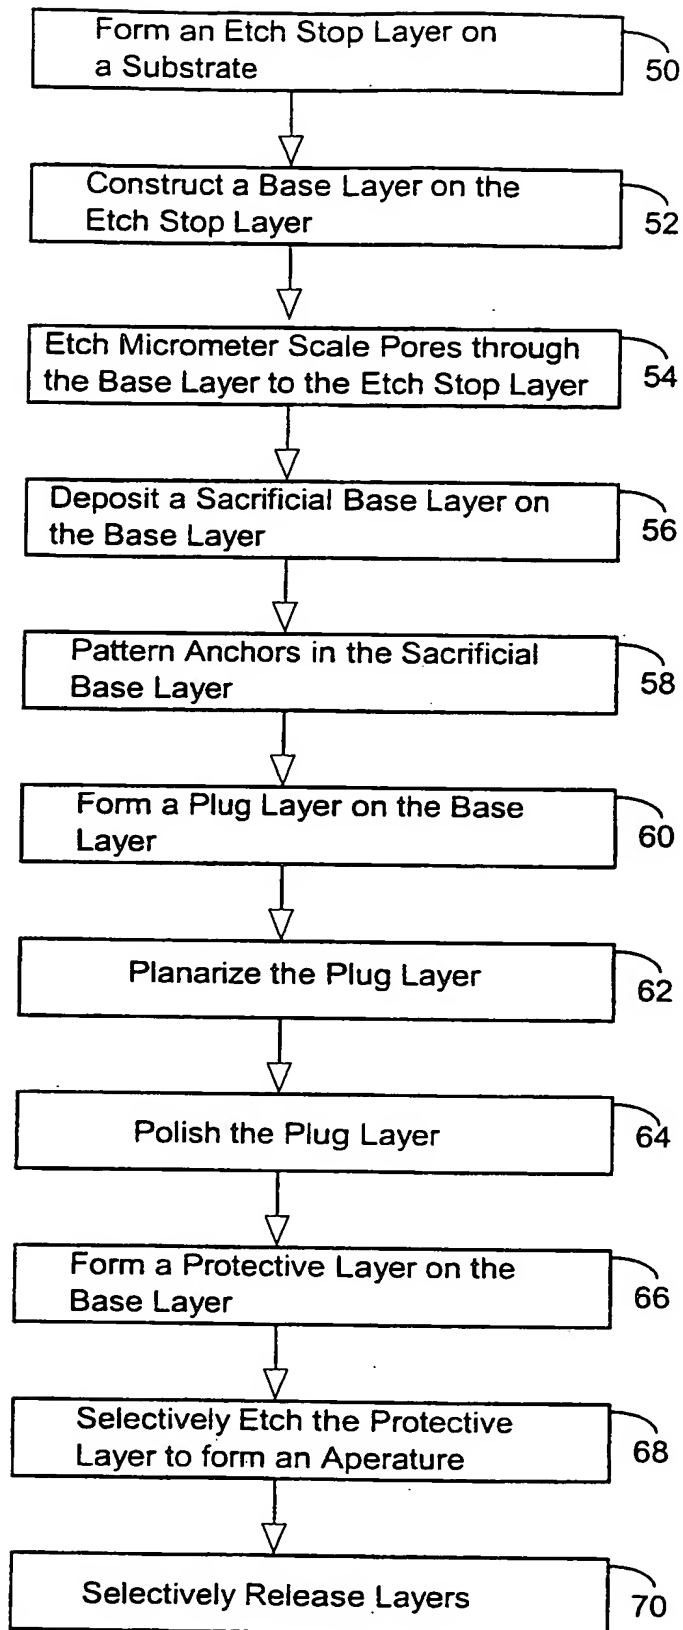 Form an Etch Stop Layer on
a Substrate
50
Construct a Base Layer on the
Etch Stop Layer
52
Etch Micrometer Scale Pores through
the Base Layer to the Etch Stop Layer
54
Deposit a Sacrificial Base Layer on
the Base Layer
56
Pattern Anchors in the Sacrificial
Base Layer
58
Form a Plug Layer on the Base
Layer
60
Planarize the Plug Layer
62
Polish the Plug Layer
64
Form a Protective Layer on the
Base Layer
66
Selectively Etch the Protective
Layer to form an Aperature
68
Selectively Release Layers
70